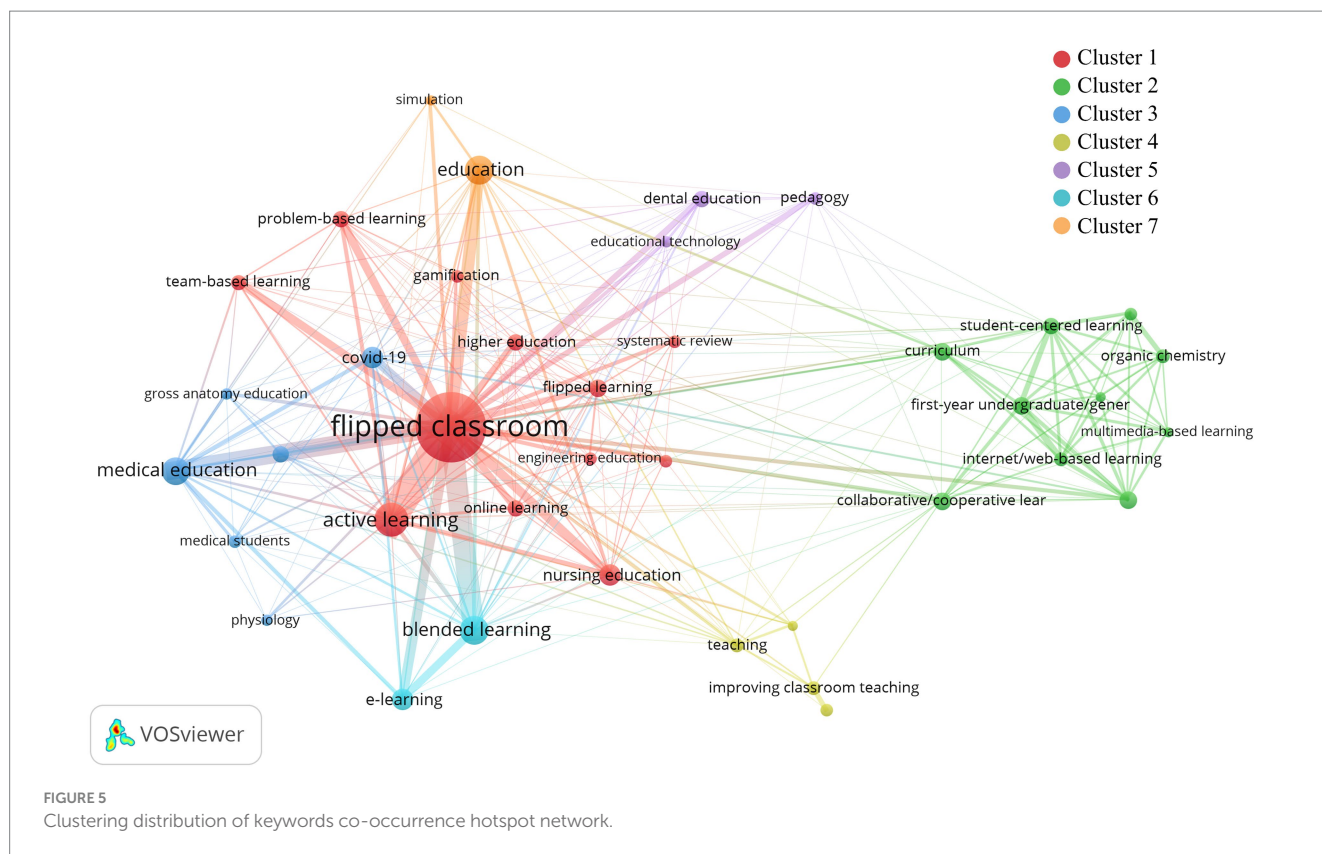 Cluster 1
Cluster 2
Cluster 3
Cluster 4
Cluster 5
Cluster 6
Cluster 7
simulation
education
dental education
pedagogy
problem-based learning
educational technology
team-based learning
gamification
student-centered learning
higher education
systematic review
curriculum
organic chemistry
covid-19
gross anatomy education
flipped learning
first-year undergraduate/gener
flipped classroom
multimedia-based learning
medical education
engineering education
internet/web-based learning
collaborative/cooperative lear
online learning
active learning
medical students
nursing education
physiology
blended learning
teaching
improving classroom teaching
e-learning
VOSviewer
FIGURE 5
Clustering distribution of keywords co-occurrence hotspot network.